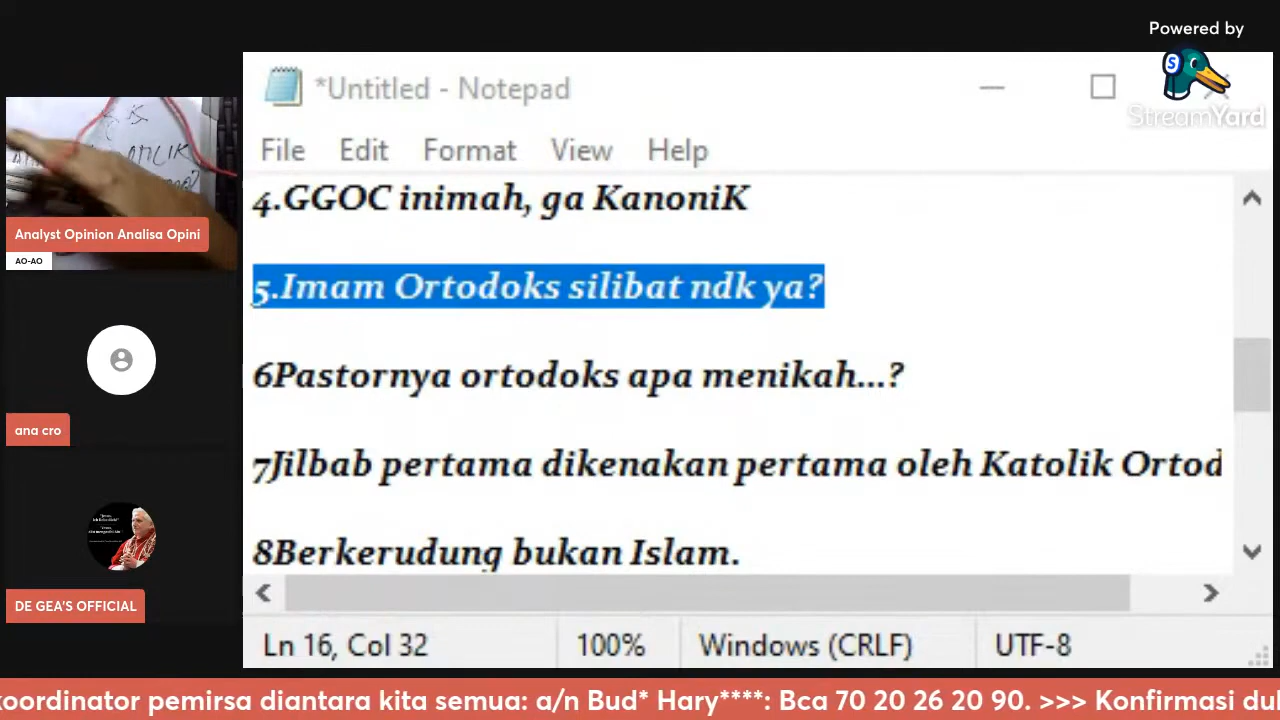 Powered by
StreamYard
*Untitled - Notepad
File Edit Format View Help
4.GGOC inimah, ga KanoniK
5.Imam Ortodoks silibat ndk ya?
6Pastornya ortodoks apa menikah...?
7Jilbab pertama dikenakan pertama oleh Katolik Ortod
8Berkerudung bukan Islam.
Ln 16, Col 32 100% Windows (CRLF) UTF-8
Analyst Opinion Analisa Opini
AO-AO
ana cro
DE GEA'S OFFICIAL
koordinator pemirsa diantara kita semua: a/n Bud* Hary****: Bca 70 20 26 20 90. >>> Konfirmasi du